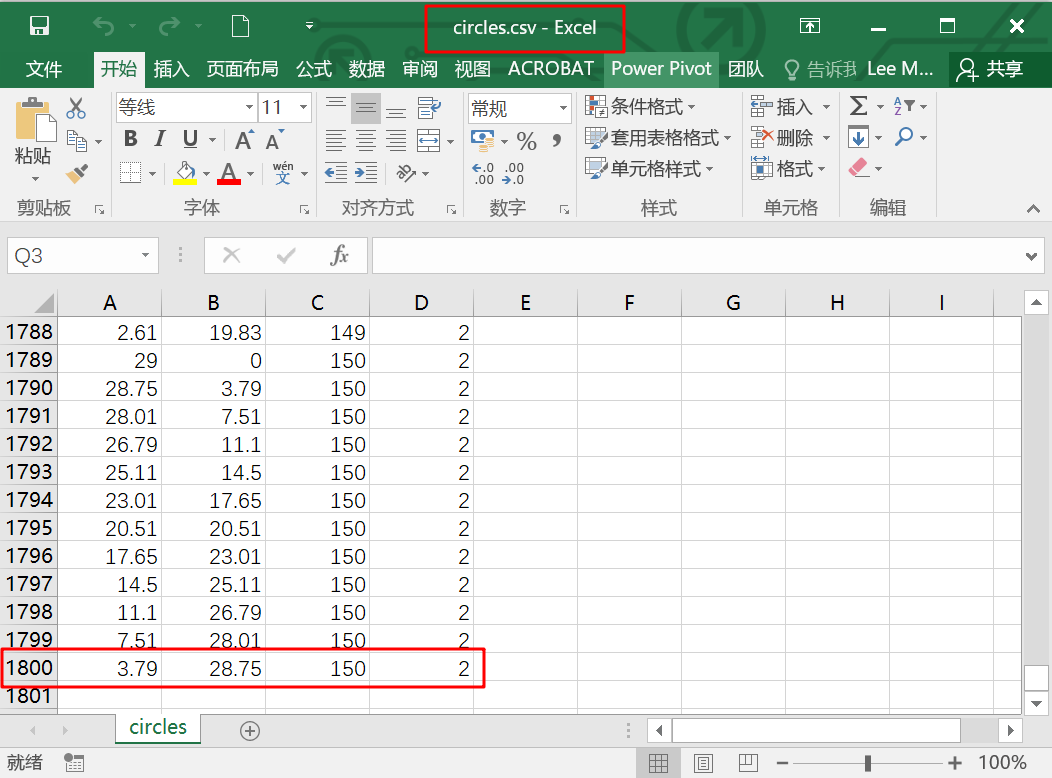 circles.csv - Excel
文件 开始 插入 页面布局 公式 数据 审阅 视图 ACROBAT Power Pivot 团队 告诉我 Lee M... 共享
等线 11 常规 条件格式 插入
B I U A A 套用表格格式 删除
粘贴 A wén 文 % 单元格样式 格式
剪贴板 字体 对齐方式 数字 样式 单元格 编辑
Q3 fx
A B C D E F G H I
1788 2.61 19.83 149 2
1789 29 0 150 2
1790 28.75 3.79 150 2
1791 28.01 7.51 150 2
1792 26.79 11.1 150 2
1793 25.11 14.5 150 2
1794 23.01 17.65 150 2
1795 20.51 20.51 150 2
1796 17.65 23.01 150 2
1797 14.5 25.11 150 2
1798 11.1 26.79 150 2
1799 7.51 28.01 150 2
1800 3.79 28.75 150 2
1801
circles
就绪 100%